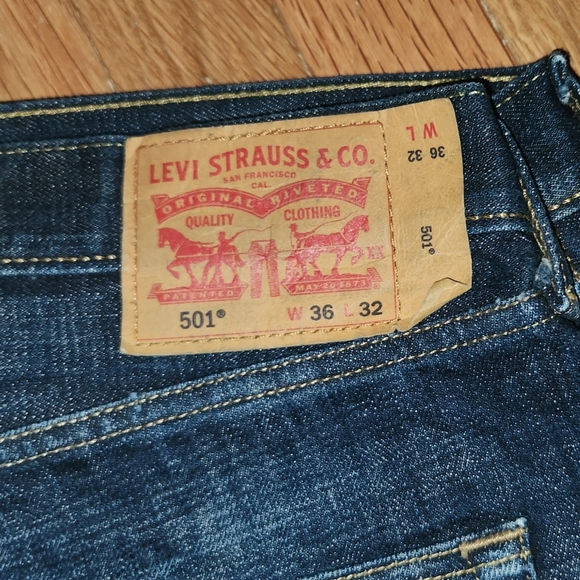 LEVI STRAUSS & CO.
SAN FRANCISCO
CAL.
ORIGINAL RIVETED
QUALITY CLOTHING
XX
PATENTED MAY 20 1873
501® W 36 L 32
W L
36 32
501®